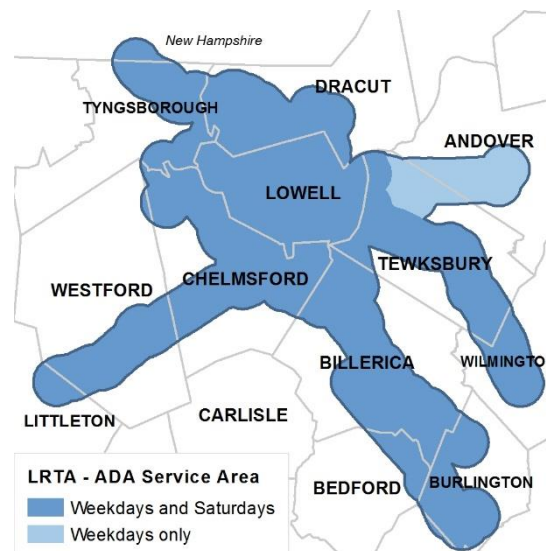 New Hampshire
DRACUT
TYNGSBOROUGH
ANDOVER
LOWELL
TEWKSBURY
CHELMSFORD
WESTFORD
BILLERICA
WILMINGTO
LITTLETON
CARLISLE
BEDFORD
BURLINGTON
LRTA - ADA Service Area
Weekdays and Saturdays
Weekdays only